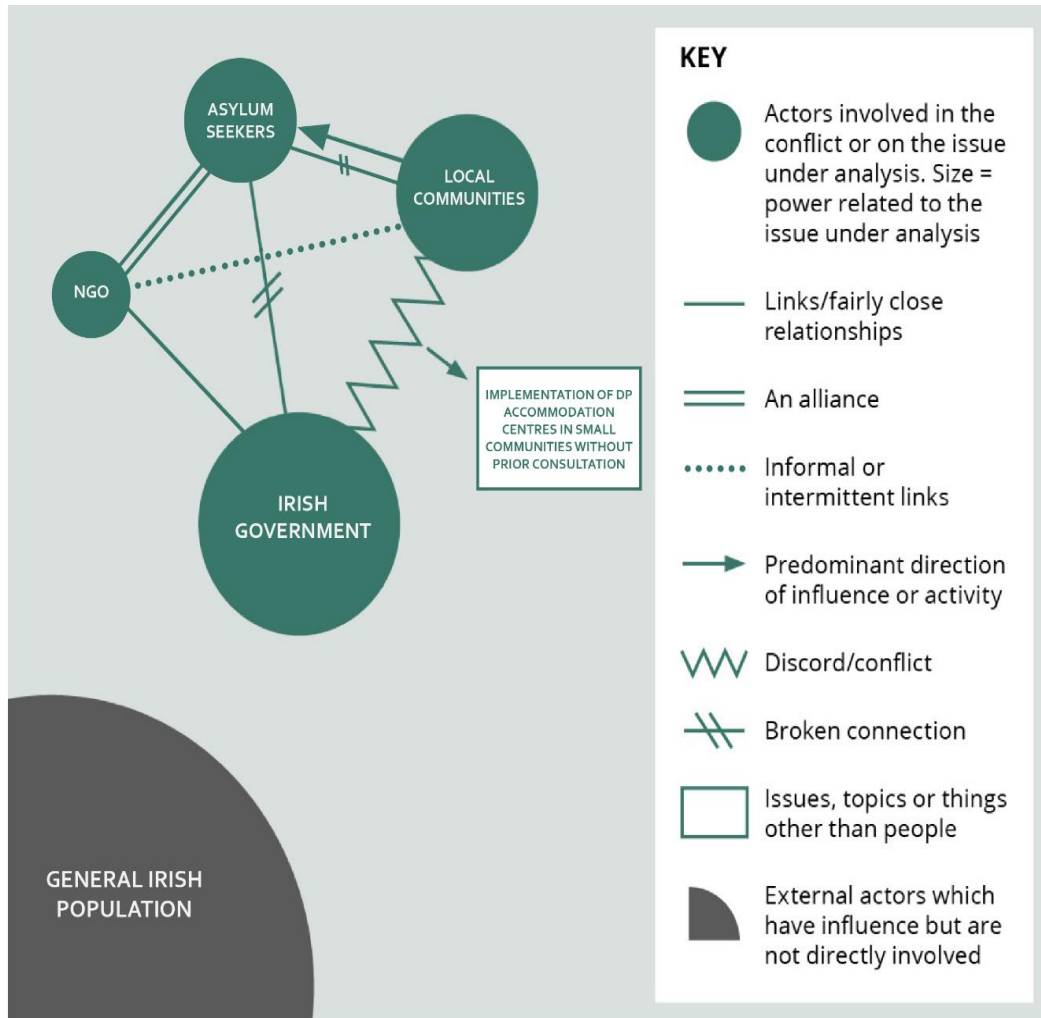 ASYLUM
SEEKERS
LOCAL
COMMUNITIES
NGO
IMPLEMENTATION OF DP
ACCOMMODATION
CENTRES IN SMALL
COMMUNITIES WITHOUT
PRIOR CONSULTATION
IRISH
GOVERNMENT
GENERAL IRISH
POPULATION
KEY
Actors involved in the
conflict or on the issue
under analysis. Size =
power related to the
issue under analysis
Links/fairly close
relationships
An alliance
Informal or
intermittent links
Predominant direction
of influence or activity
Discord/conflict
Broken connection
Issues, topics or things
other than people
External actors which
have influence but are
not directly involved